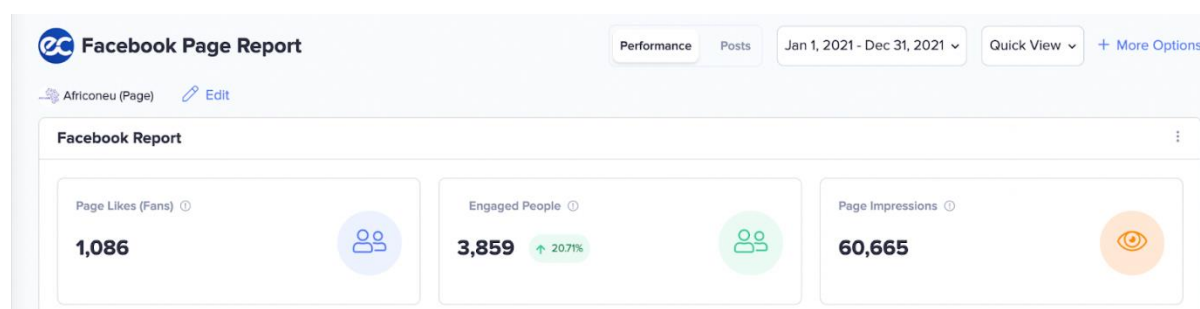 ec Facebook Page Report
Performance Posts Jan 1, 2021 - Dec 31, 2021 Quick View + More Options
Africoneu (Page) Edit
Facebook Report
Page Likes (Fans) Engaged People Page Impressions
1,086 3,859 ↑ 20.71% 60,665